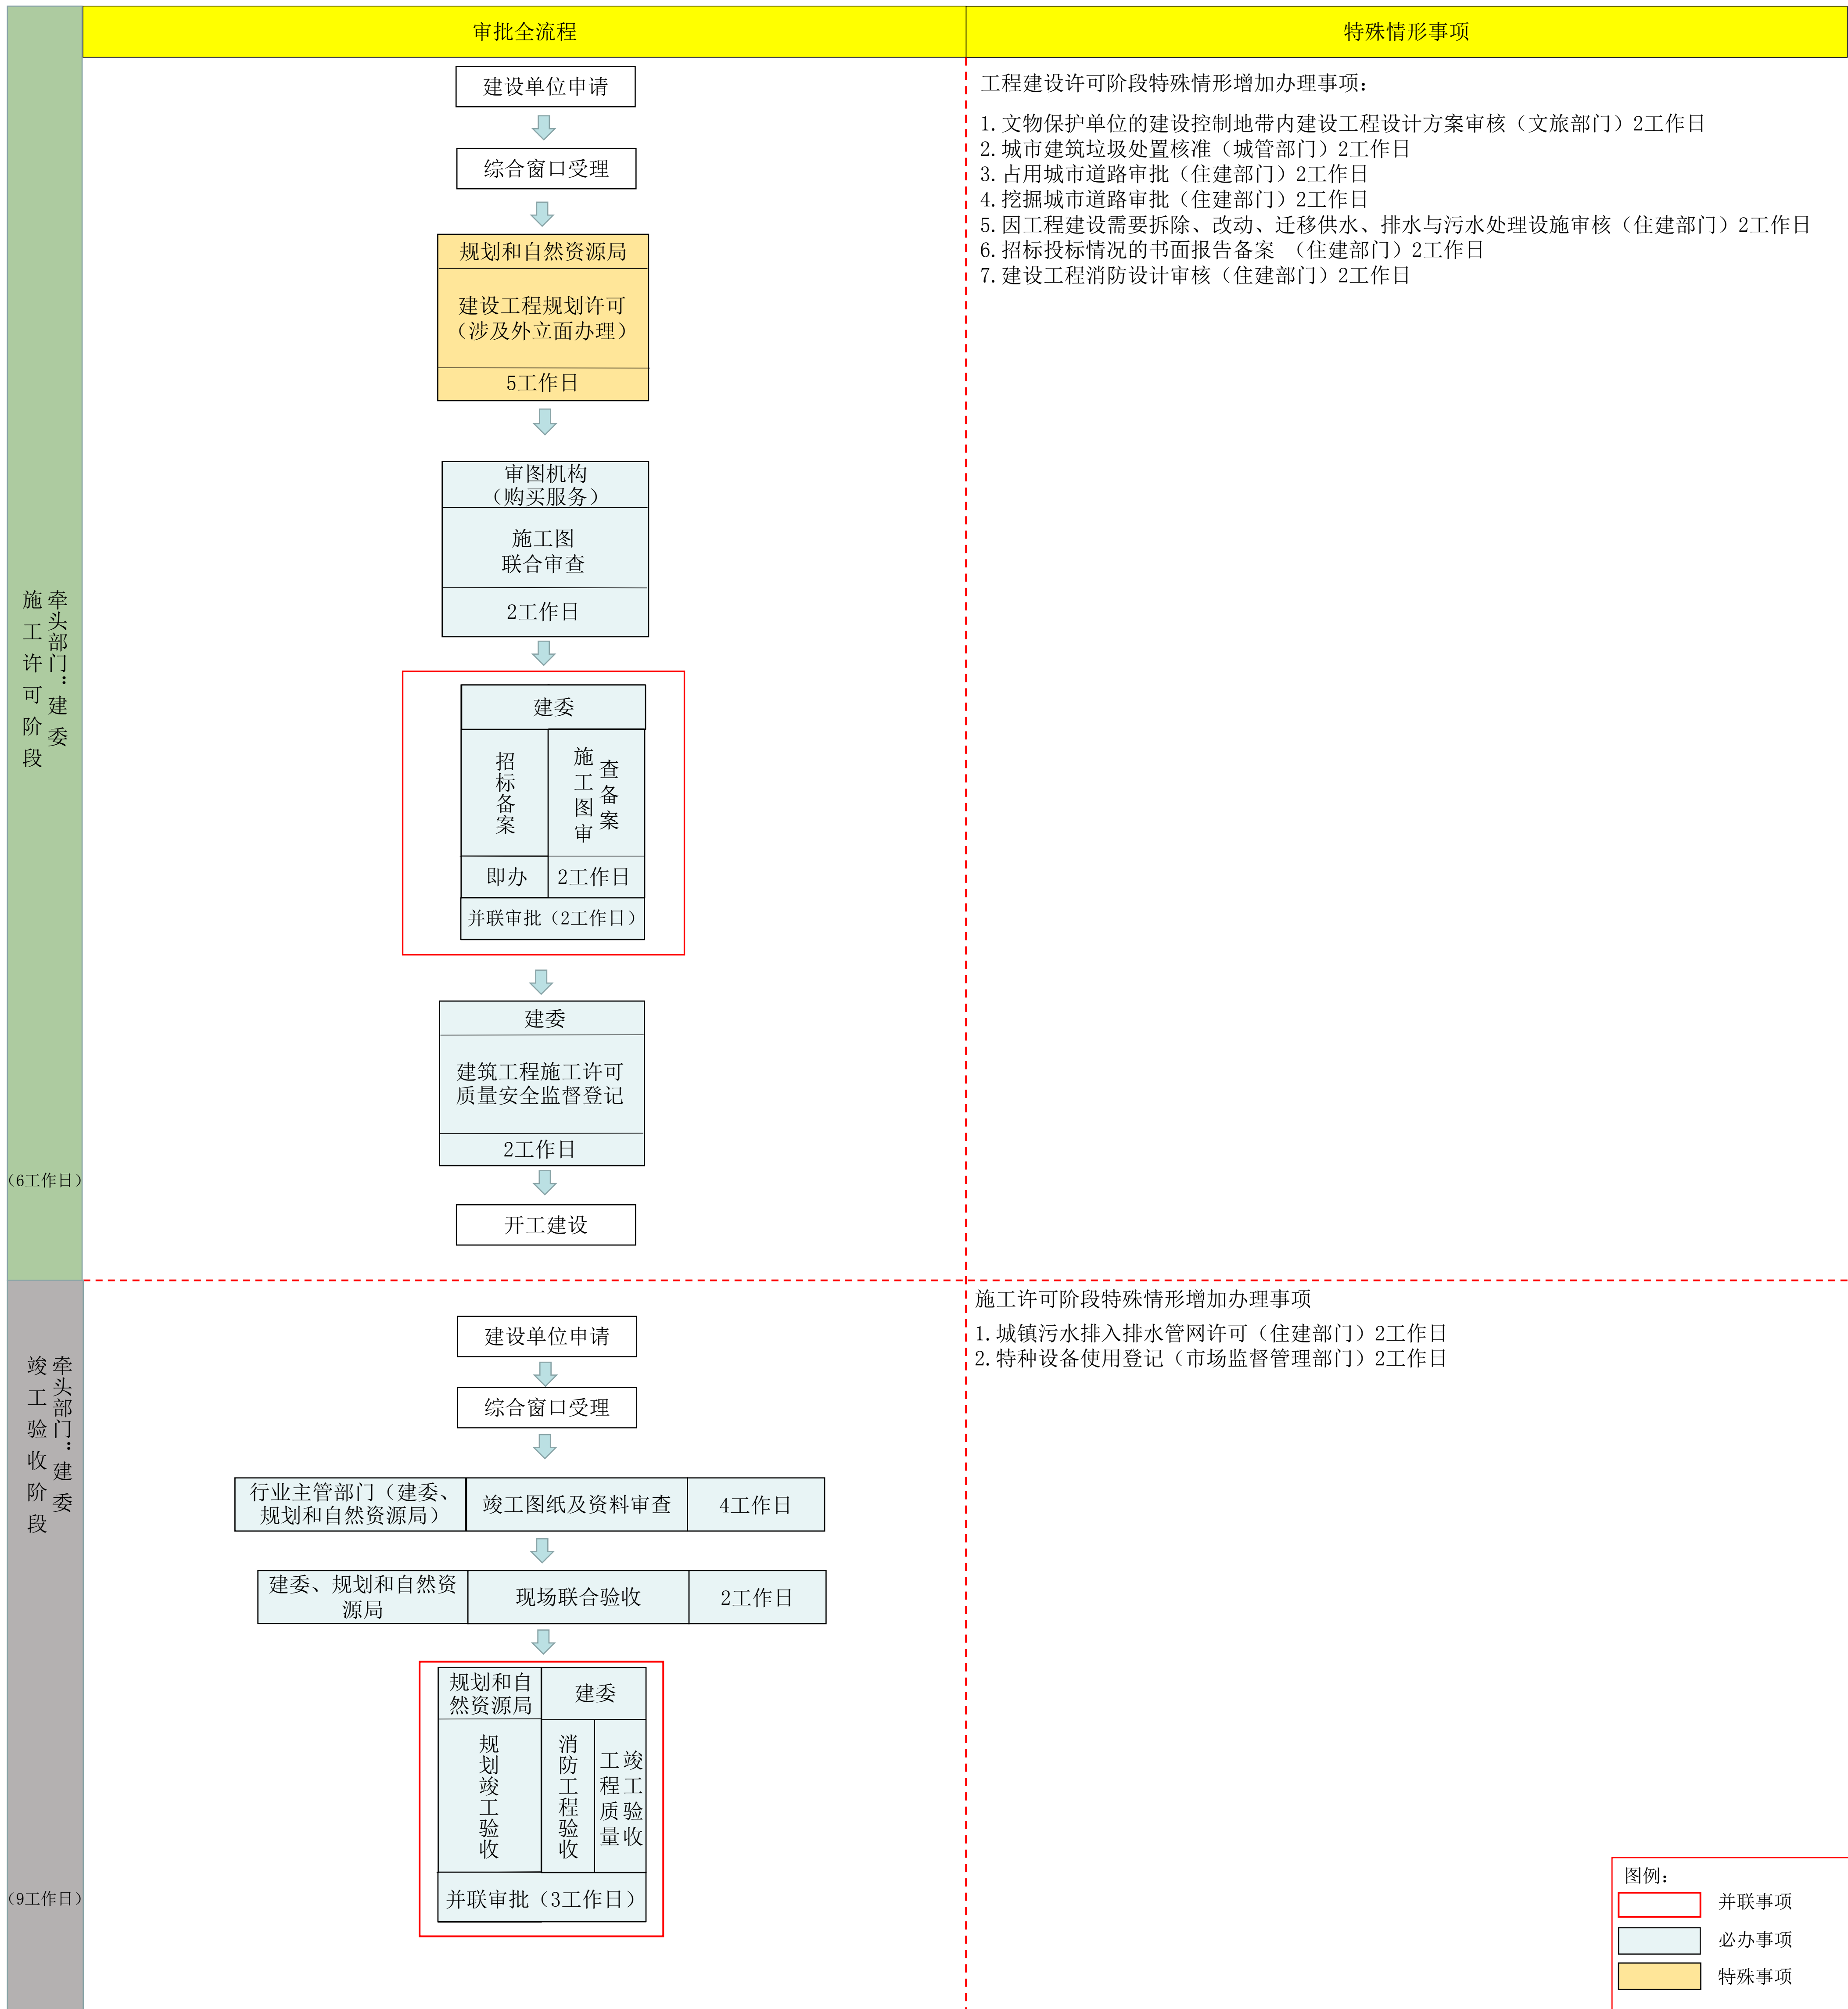 审批全流程
特殊情形事项
施工许可阶段
牵头部门：建委
（6工作日）
建设单位申请
综合窗口受理
规划和自然资源局
建设工程规划许可
（涉及外立面办理）
5工作日
审图机构
（购买服务）
施工图
联合审查
2工作日
建委
招标备案
施工图审
查备案
即办
2工作日
并联审批（2工作日）
建委
建筑工程施工许可
质量安全监督登记
2工作日
开工建设
工程建设许可阶段特殊情形增加办理事项：
1.文物保护单位的建设控制地带内建设工程设计方案审核（文旅部门）2工作日
2.城市建筑垃圾处置核准（城管部门）2工作日
3.占用城市道路审批（住建部门）2工作日
4.挖掘城市道路审批（住建部门）2工作日
5.因工程建设需要拆除、改动、迁移供水、排水与污水处理设施审核（住建部门）2工作日
6.招标投标情况的书面报告备案 （住建部门）2工作日
7.建设工程消防设计审核（住建部门）2工作日
竣工验收阶段
牵头部门：建委
（9工作日）
建设单位申请
综合窗口受理
行业主管部门（建委、
规划和自然资源局）
竣工图纸及资料审查
4工作日
建委、规划和自然资
源局
现场联合验收
2工作日
规划和自
然资源局
建委
规划竣工验收
消防工程验收
工程质量
竣工验收
并联审批（3工作日）
施工许可阶段特殊情形增加办理事项
1.城镇污水排入排水管网许可（住建部门）2工作日
2.特种设备使用登记（市场监督管理部门）2工作日
图例：
并联事项
必办事项
特殊事项